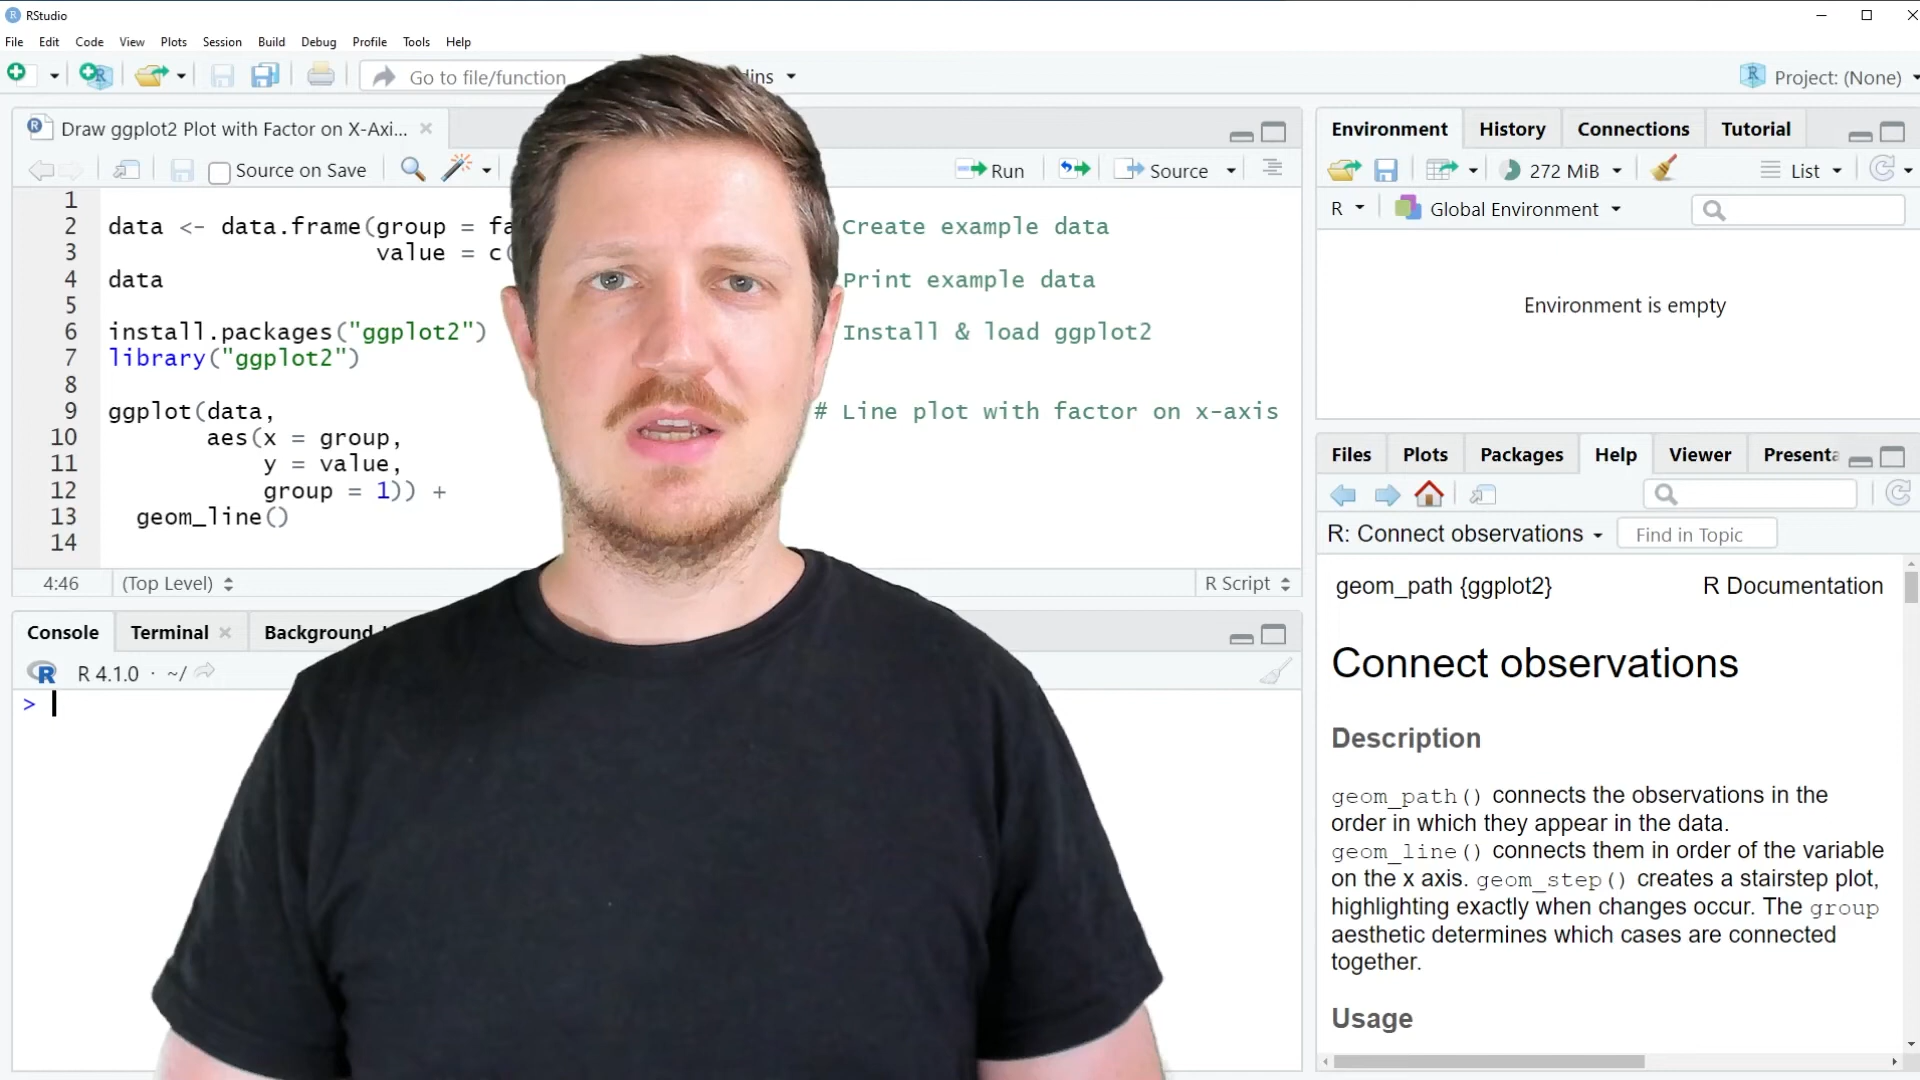 RStudio
File Edit Code View Plots Session Build Debug Profile Tools Help
Go to file/function
Project: (None)
Draw ggplot2 Plot with Factor on X-Axi...
Source on Save
Run
Source
1
2 data <- data.frame(group = fa Create example data
3 value = c(
4 data Print example data
5
6 install.packages("ggplot2") Install & load ggplot2
7 library("ggplot2")
8
9 ggplot(data, # Line plot with factor on x-axis
10 aes(x = group,
11 y = value,
12 group = 1)) +
13 geom_line()
14
4:46 (Top Level) R Script
Console Terminal Background
R 4.1.0 · ~/
>
Environment History Connections Tutorial
272 MiB List
R Global Environment
Environment is empty
Files Plots Packages Help Viewer Presenta
R: Connect observations Find in Topic
geom_path {ggplot2} R Documentation
Connect observations
Description
geom_path() connects the observations in the
order in which they appear in the data.
geom_line() connects them in order of the variable
on the x axis. geom_step() creates a stairstep plot,
highlighting exactly when changes occur. The group
aesthetic determines which cases are connected
together.
Usage